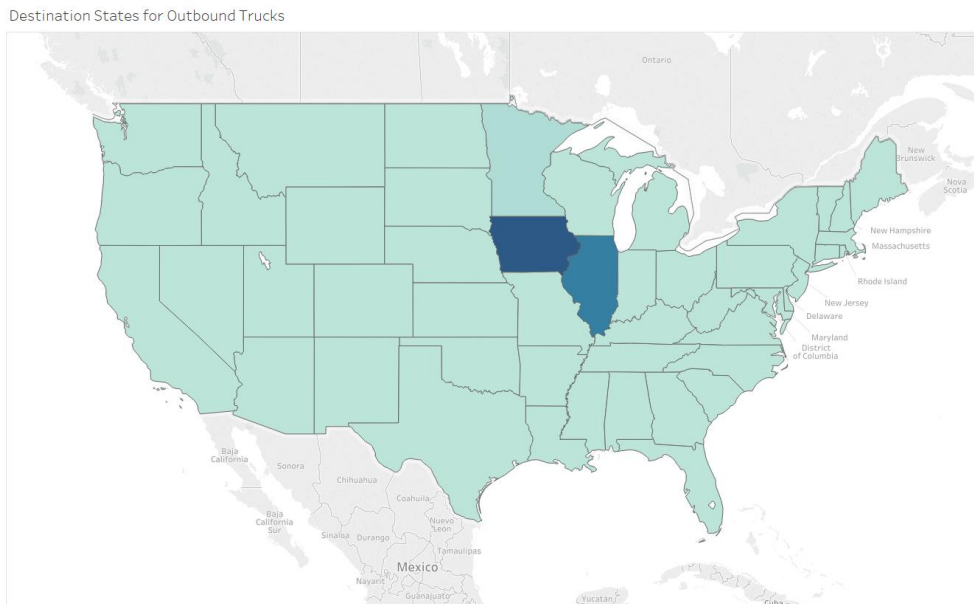 Destination States for Outbound Trucks
Ontario
New
Brunswick
Nova
Scotia
New Hampshire
Massachusetts
Rhode Island
New Jersey
Delaware
Maryland
District
of Columbia
Baja
California
Sonora
Chihuahua
Coahuila
Baja
California
Sur
Sinaloa
Durango
Nuevo
Leon
Tamaulipas
Mexico
Nayarit
Guanajuato
Yucatán
Cuba